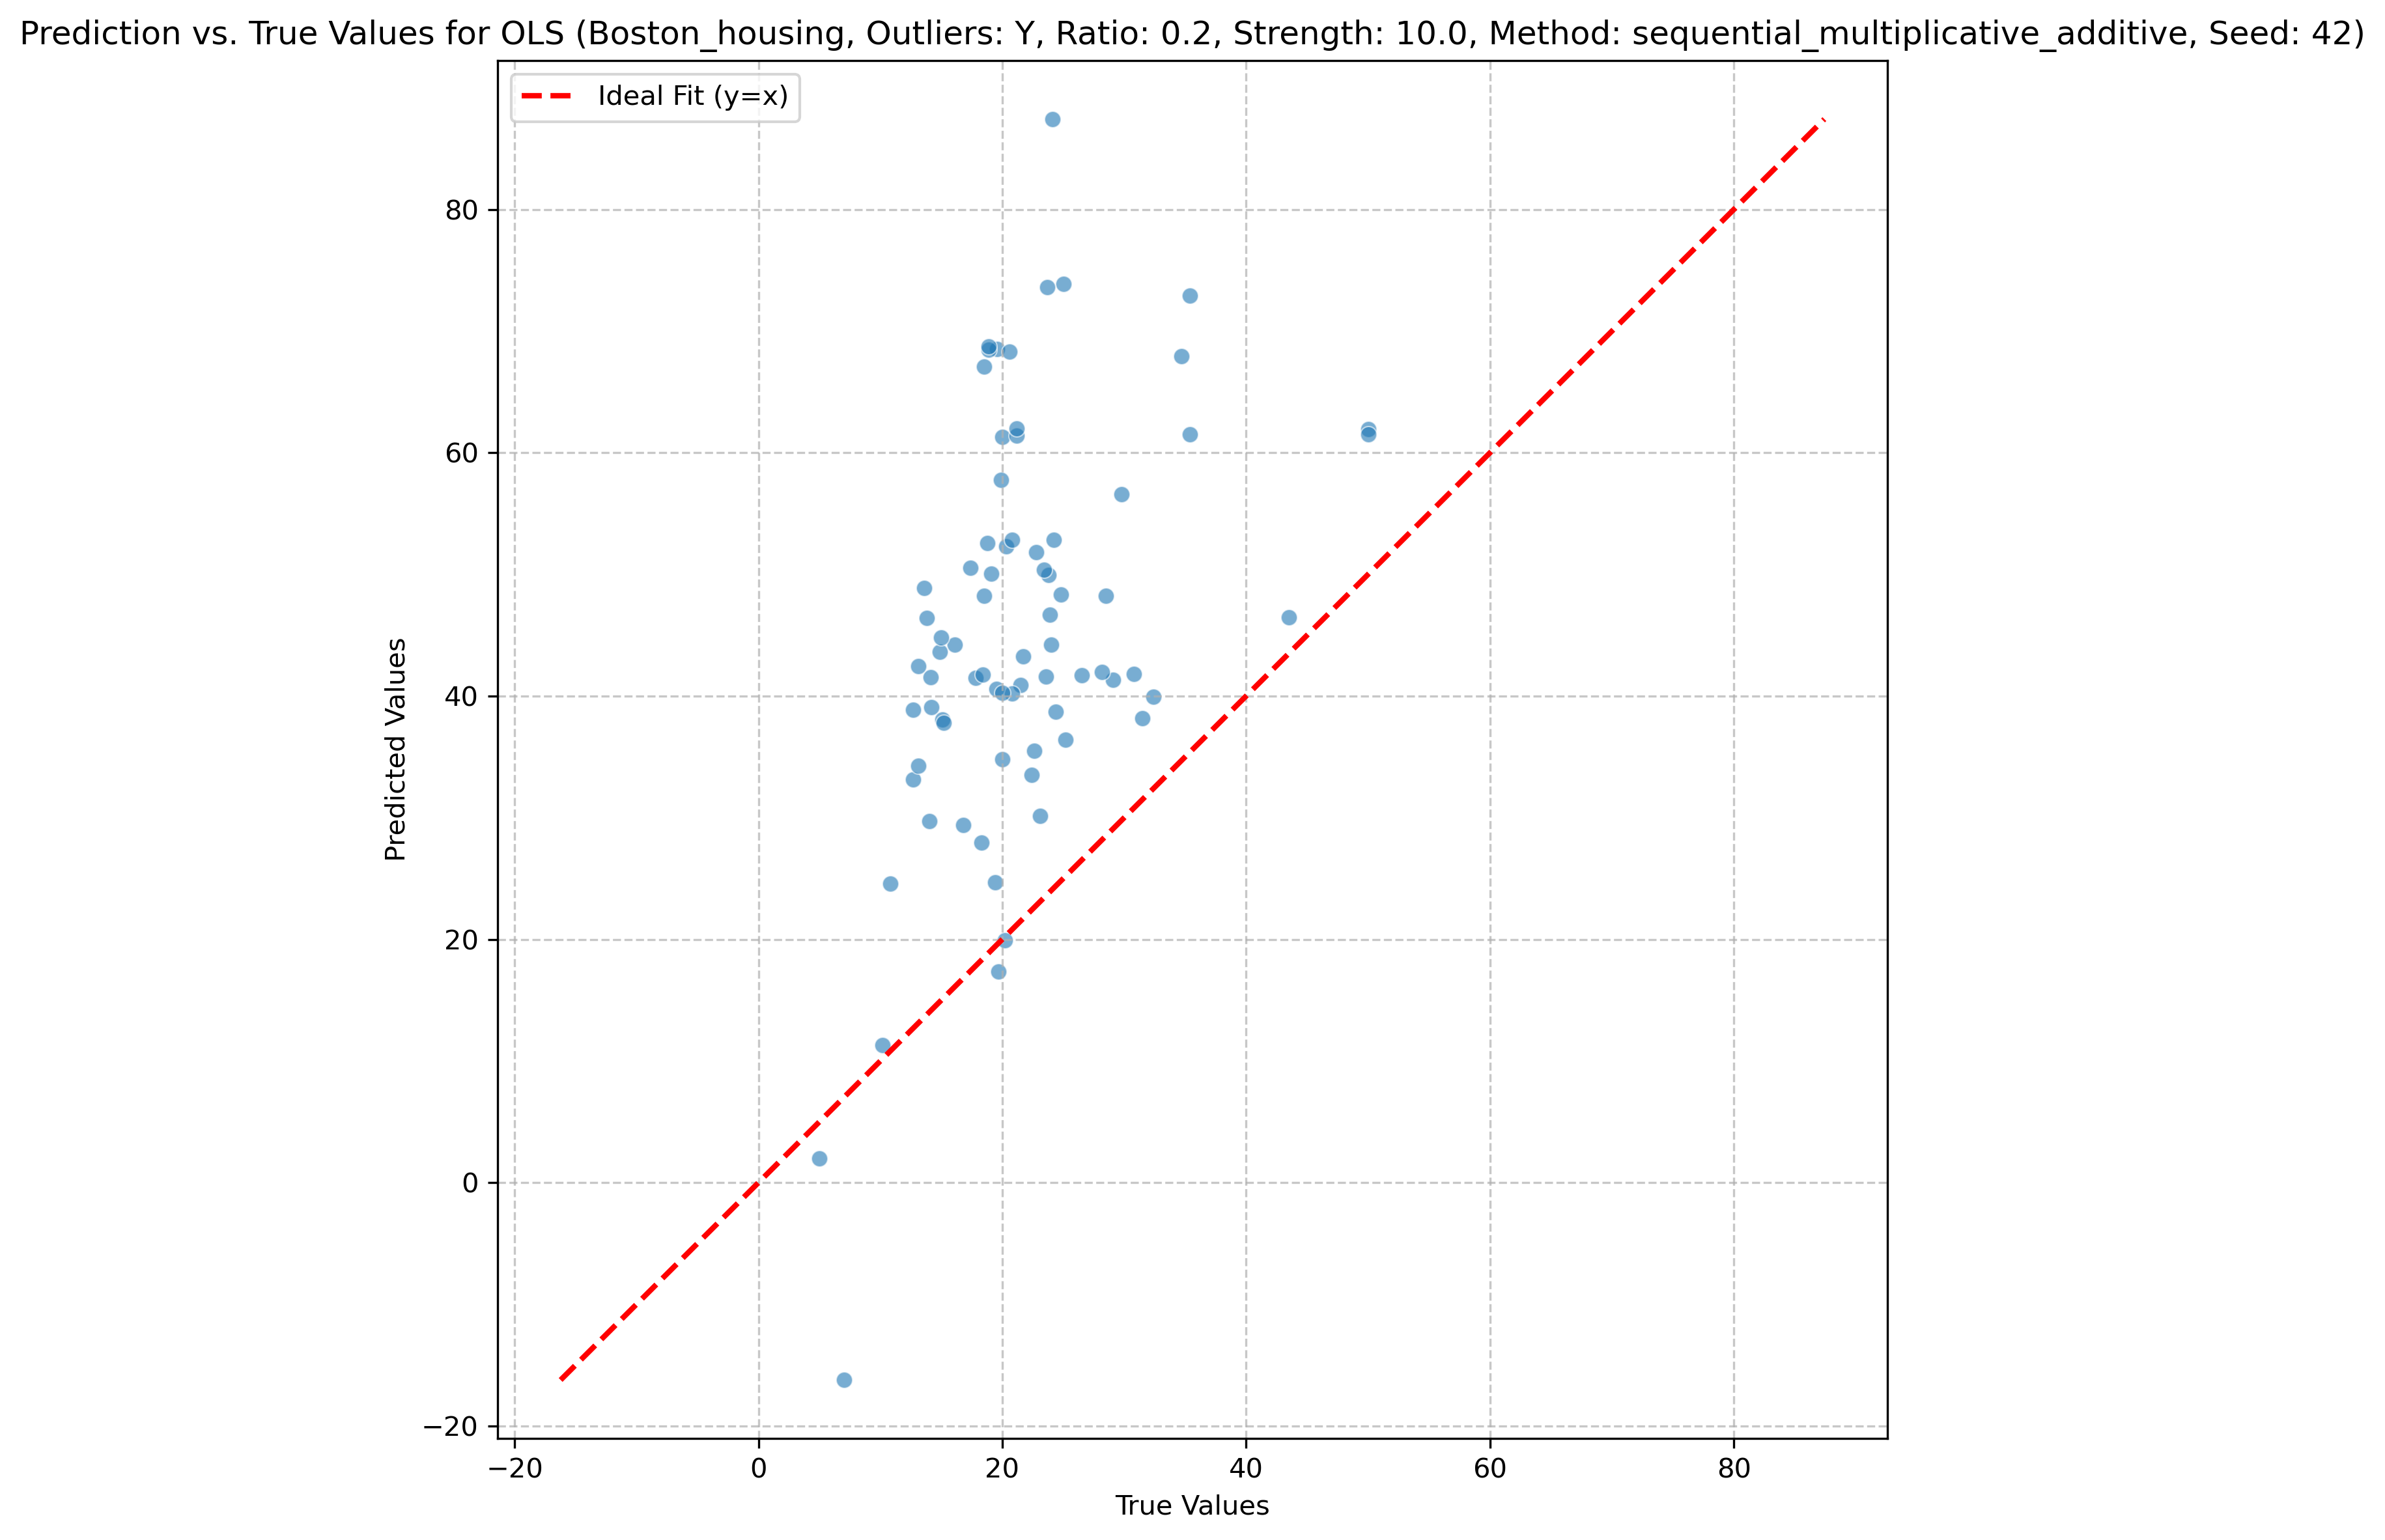 Prediction vs. True Values for OLS (Boston_housing, Outliers: Y, Ratio: 0.2, Strength: 10.0, Method: sequential_multiplicative_additive, Seed: 42)
Ideal Fit (y=x)
80
60
40
20
0
−20
Predicted Values
−20 0 20 40 60 80
True Values